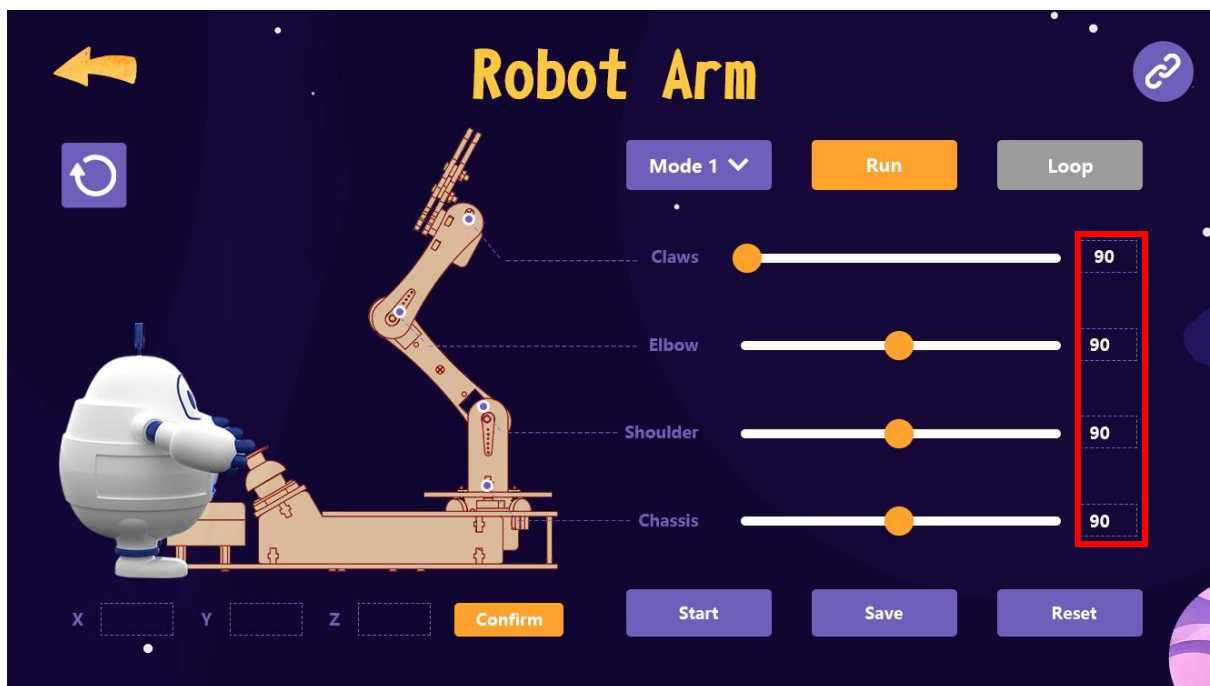 Robot Arm
Mode 1 Run Loop
Claws 90
Elbow 90
Shoulder 90
Chassis 90
X Y Z Confirm Start Save Reset